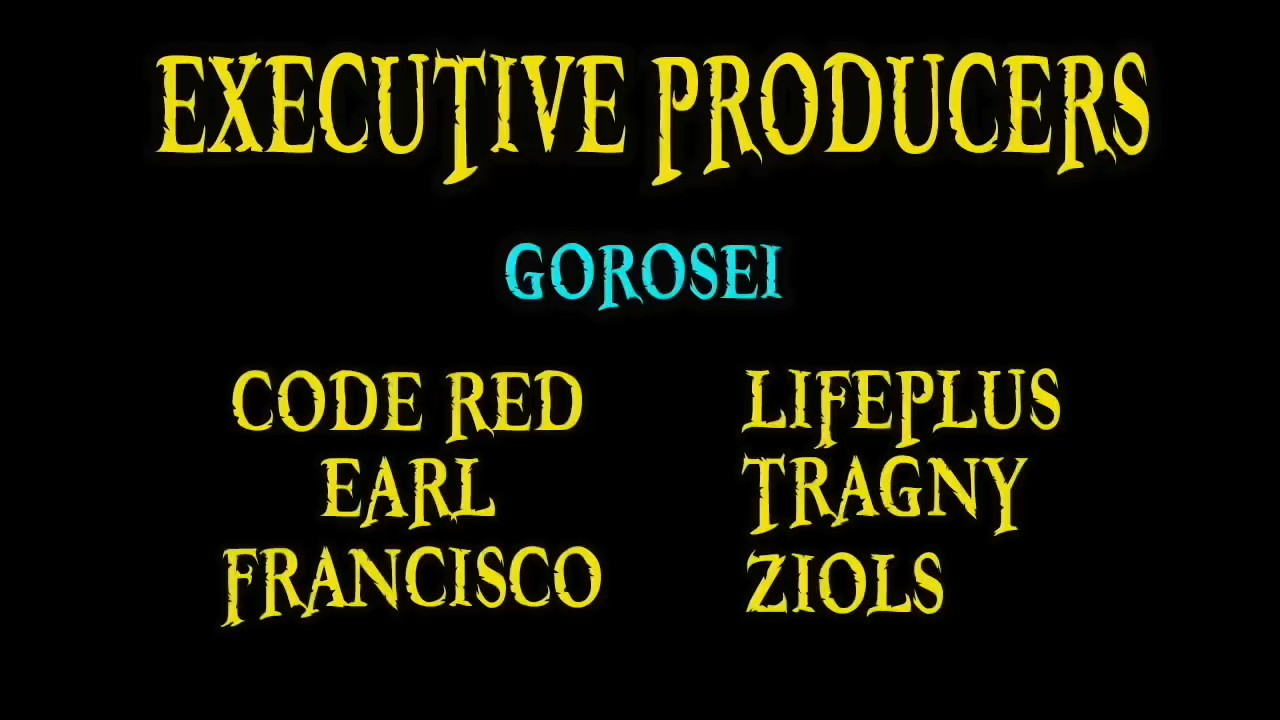 EXECUTIVE PRODUCERS
GOROSEI
CODE RED
EARL
FRANCISCO
LIFEPLUS
TRAGNY
ZIOLS